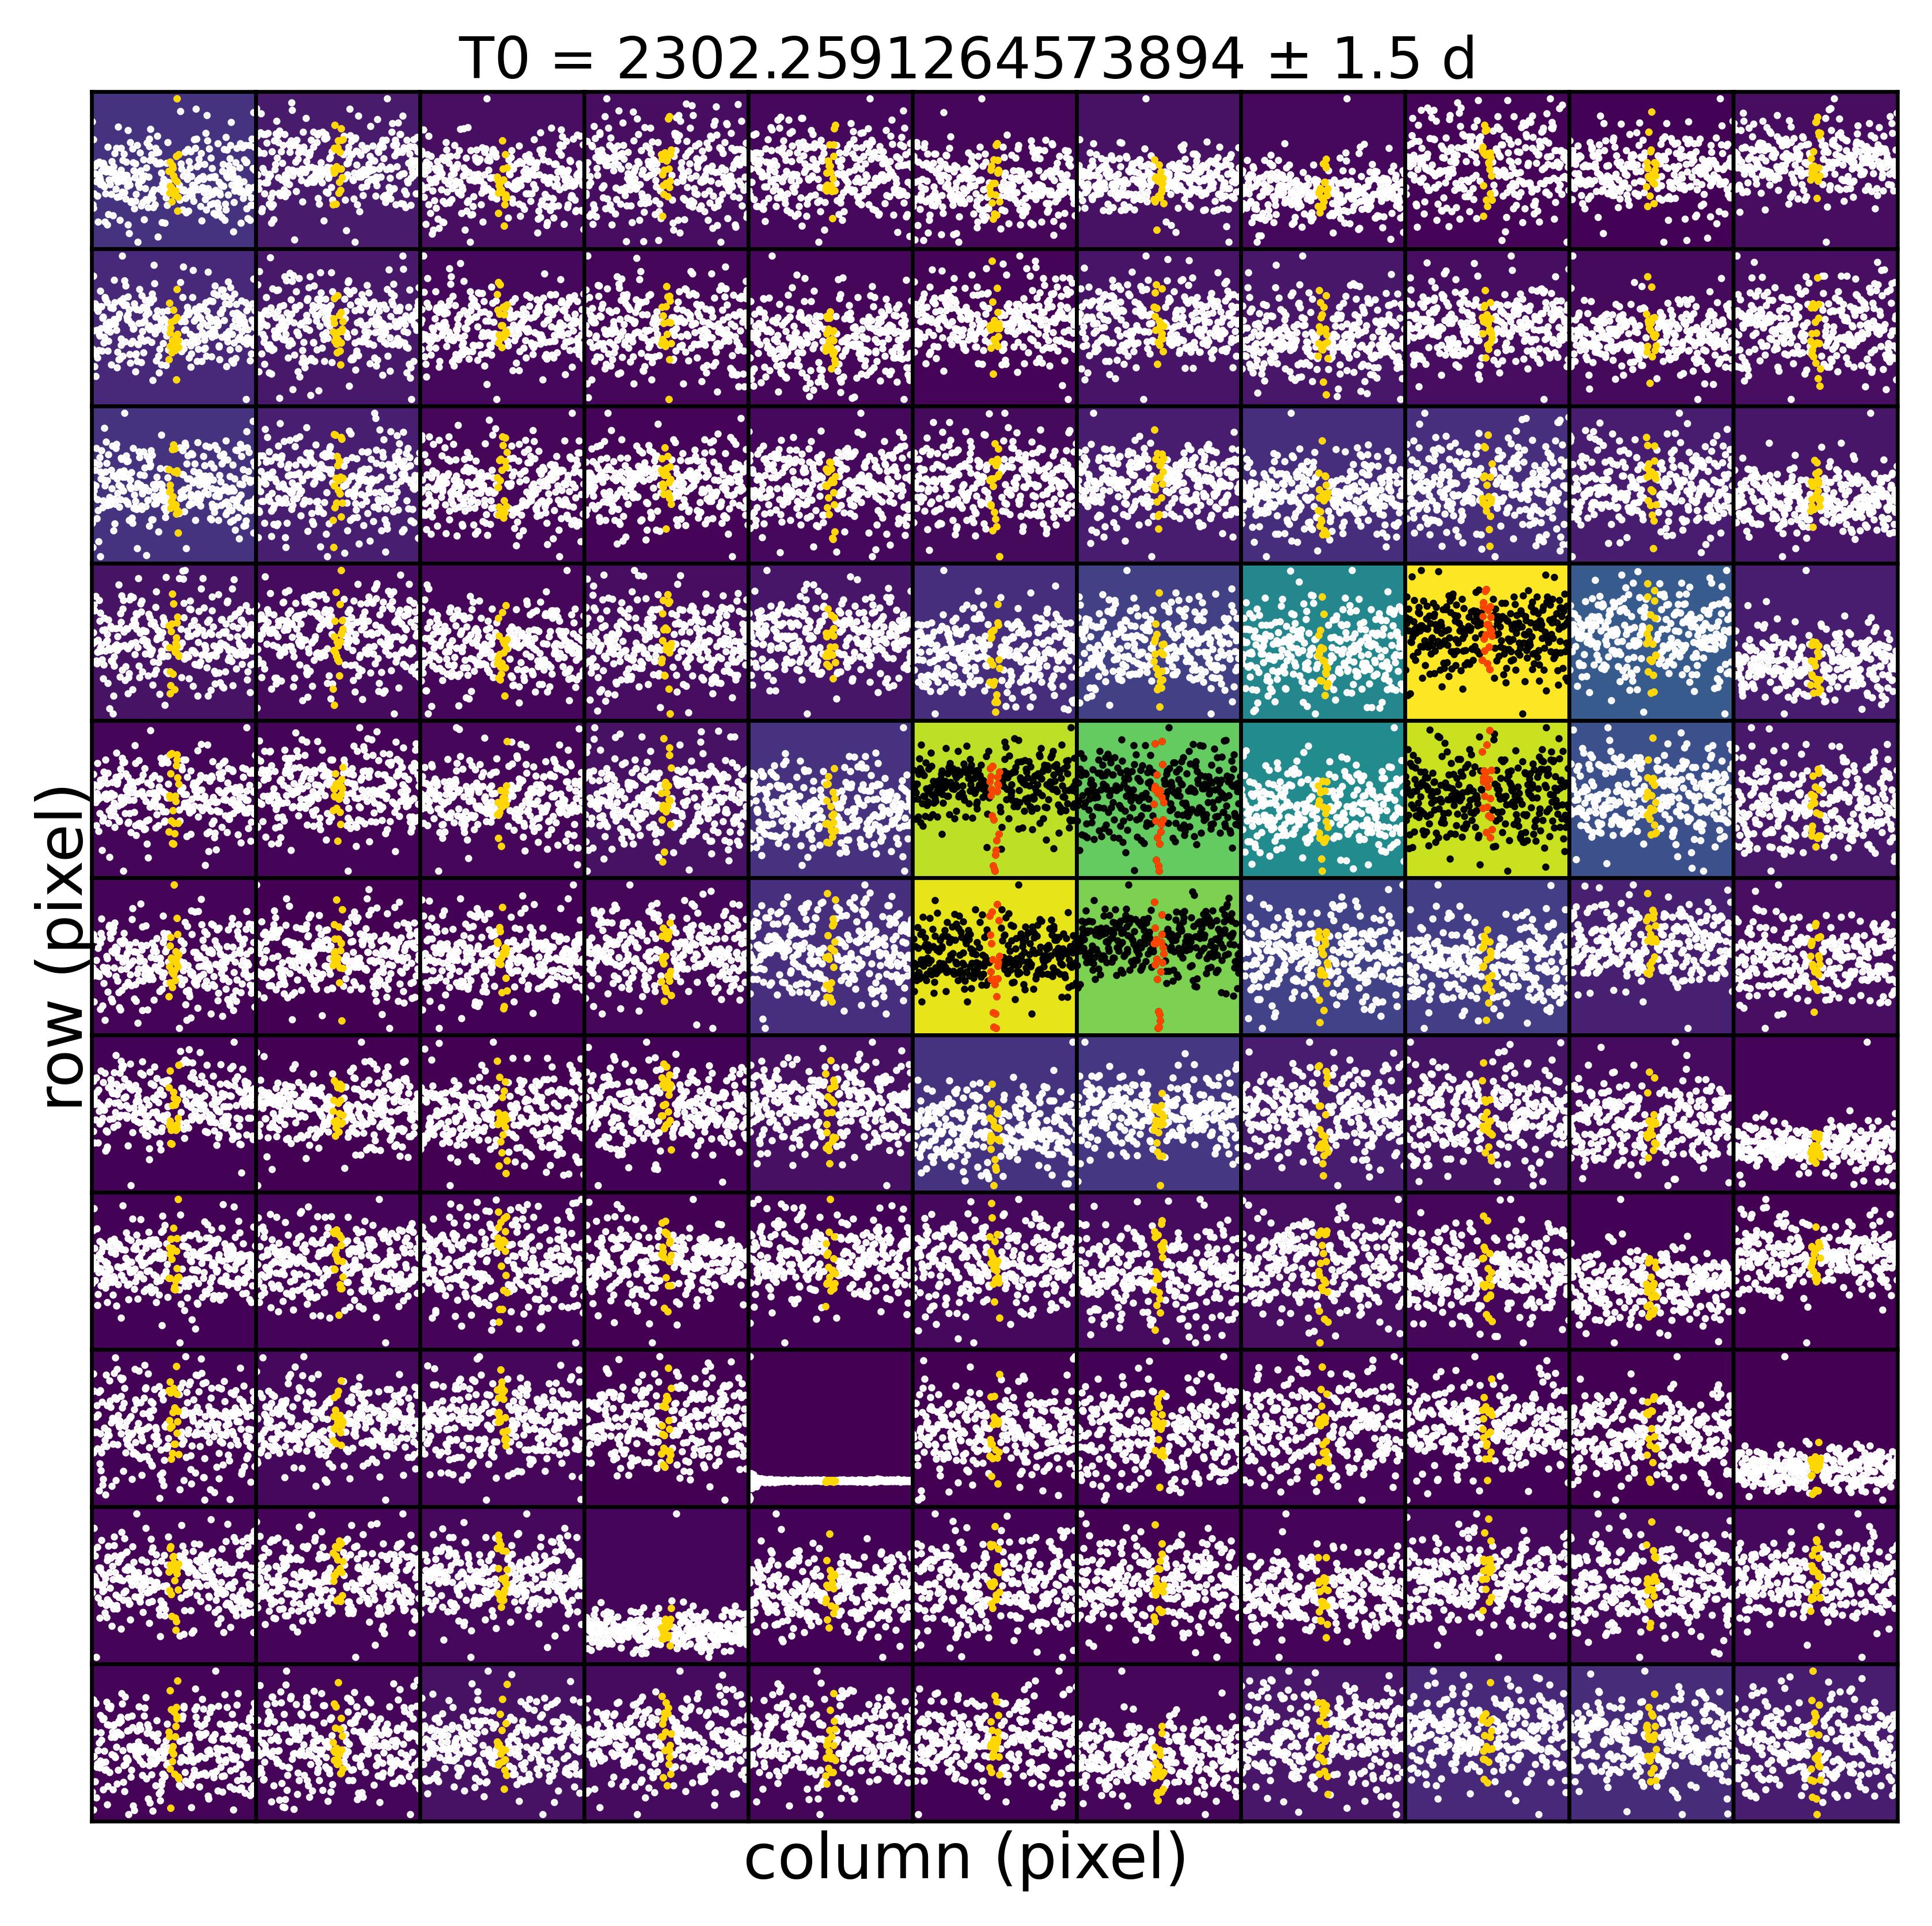 T0 = 2302.2591264573894 ± 1.5 d
row (pixel)
column (pixel)